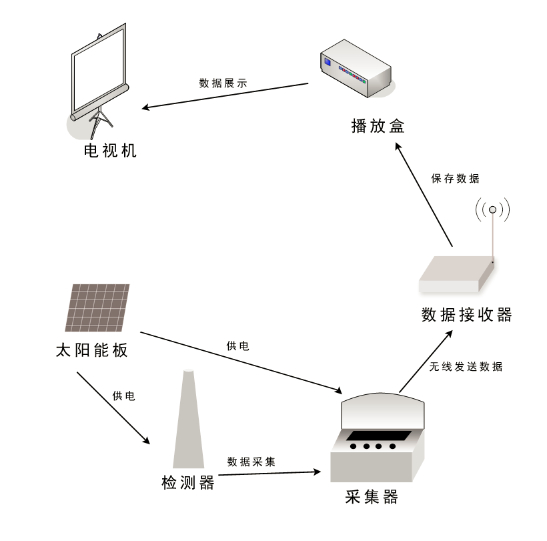 数据展示
播放盒
电视机
保存数据
数据接收器
太阳能板
供电
无线发送数据
供电
数据采集
检测器
采集器